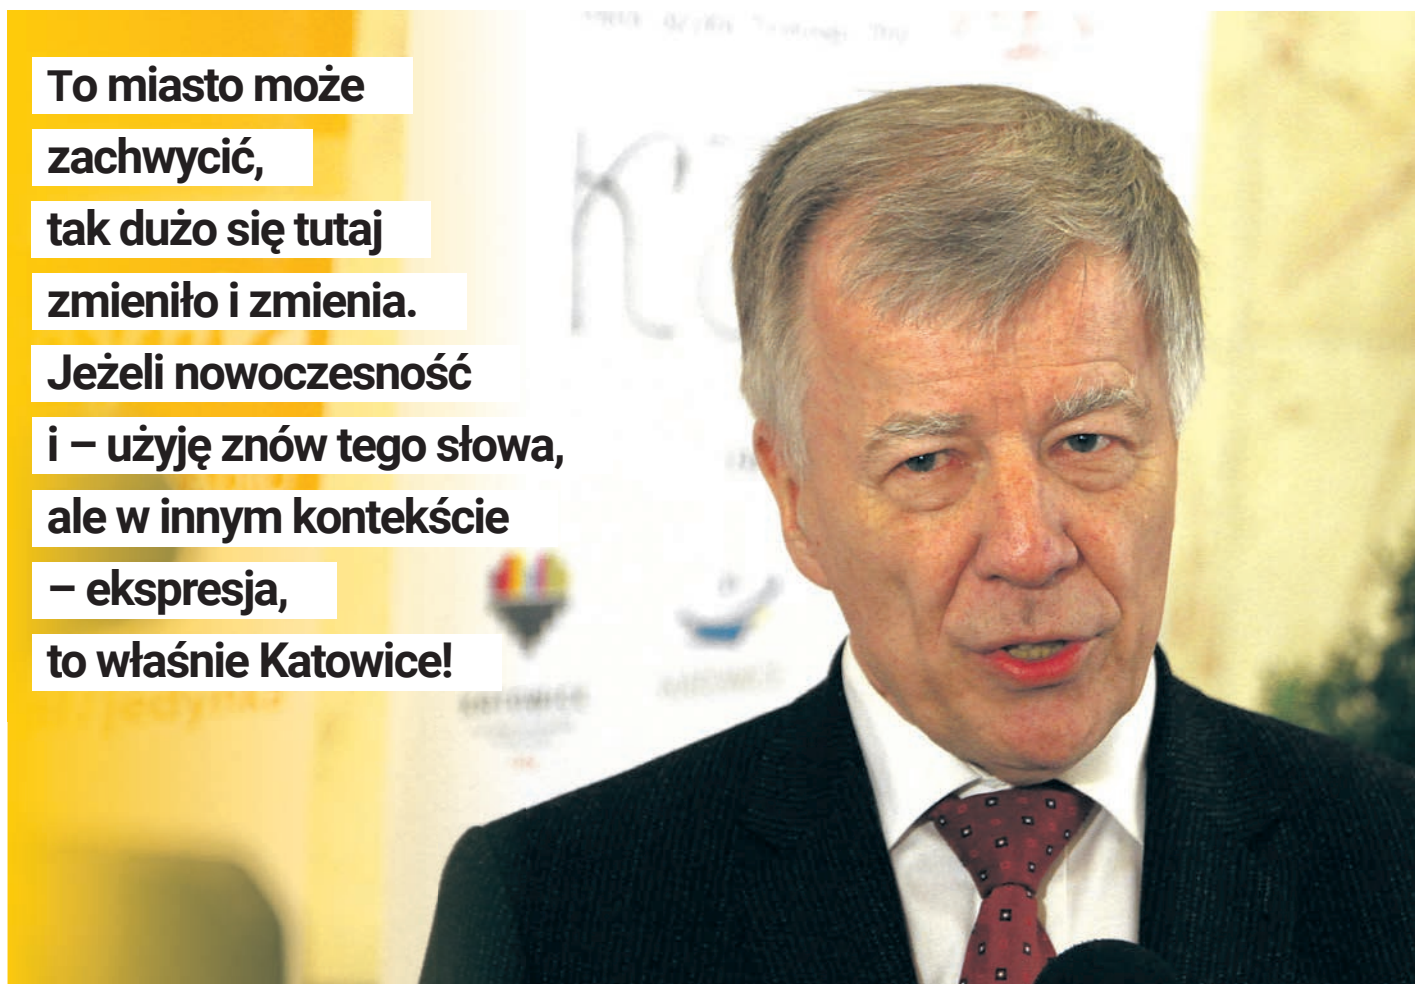 To miasto może
zachwycić,
tak dużo się tutaj
zmieniło i zmienia.
Jeżeli nowoczesność
i – użyję znów tego słowa,
ale w innym kontekście
– ekspresja,
to właśnie Katowice!